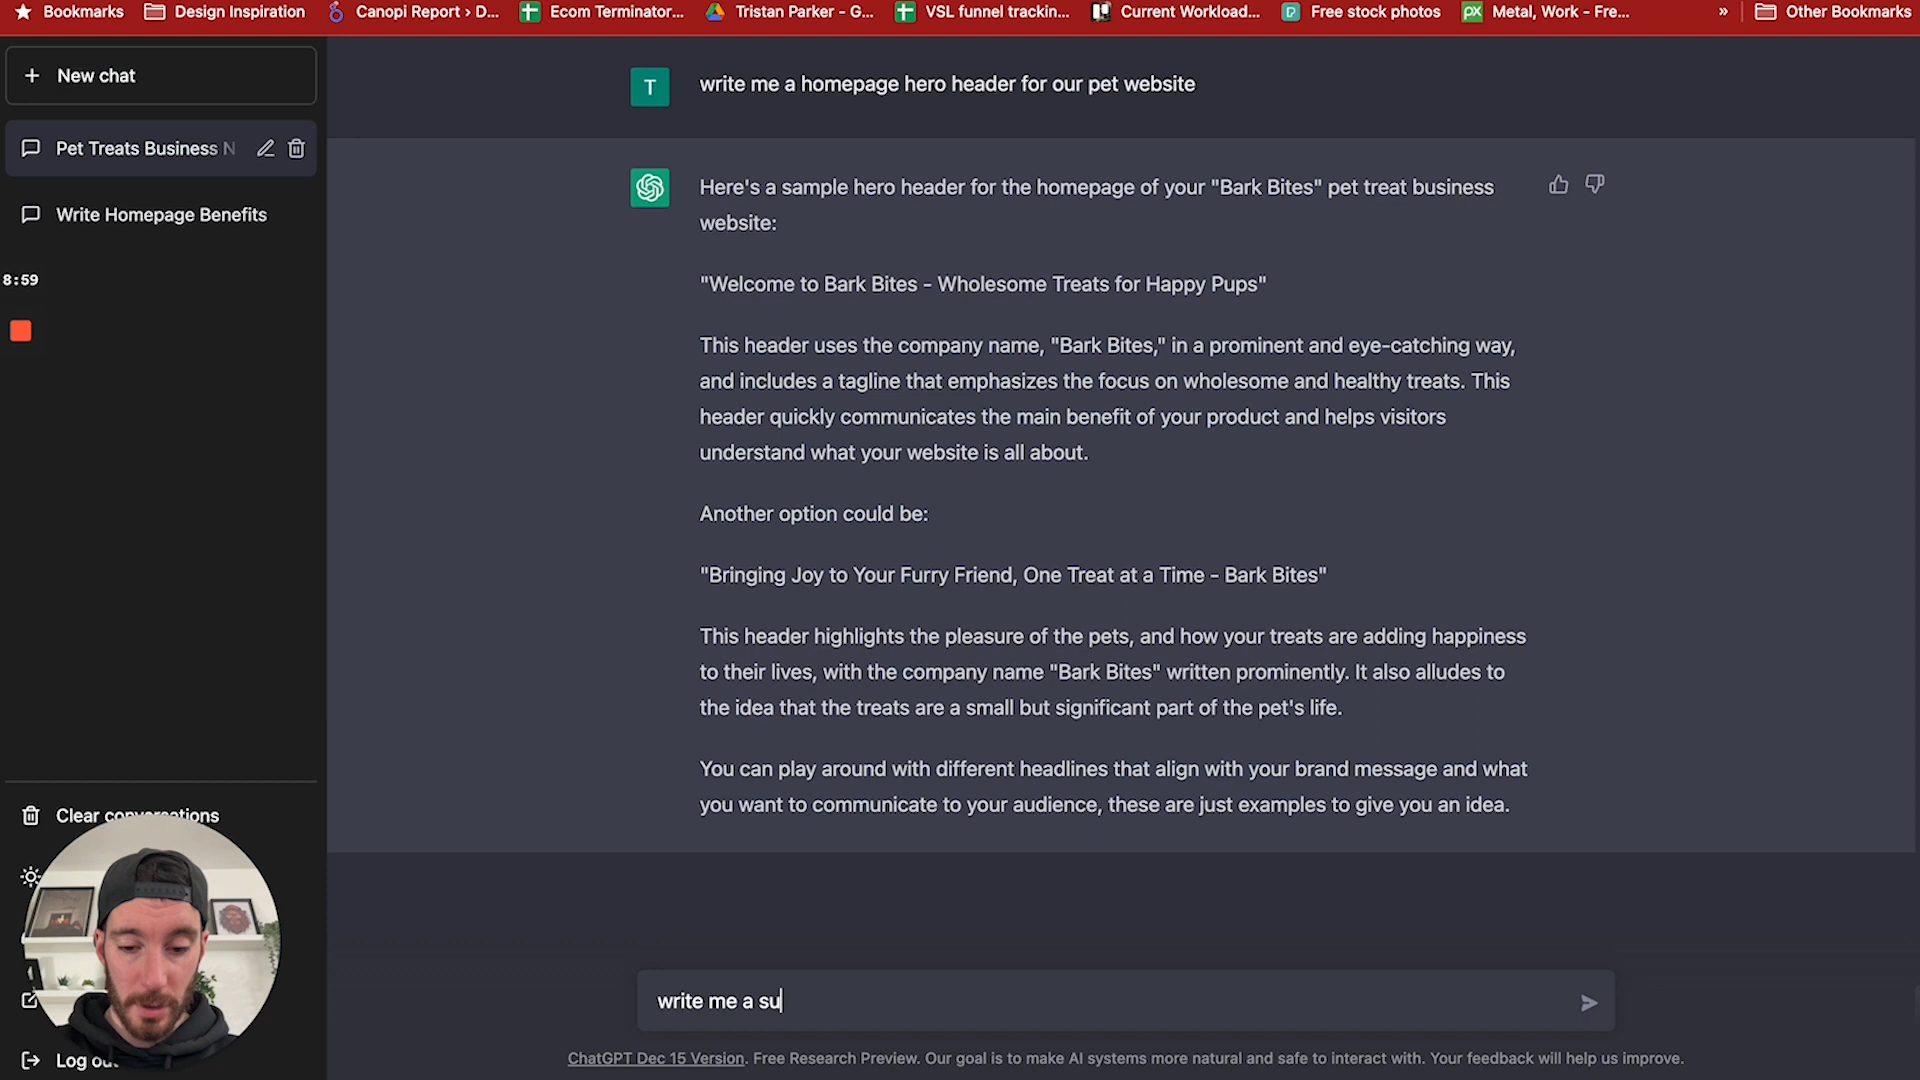 Bookmarks Design Inspiration Canopi Report › D... Ecom Terminator... Tristan Parker - G... VSL funnel trackin... Current Workload... Free stock photos Metal, Work - Fre... » Other Bookmarks
+ New chat
Pet Treats Business N
Write Homepage Benefits
8:59
T
write me a homepage hero header for our pet website
Here's a sample hero header for the homepage of your "Bark Bites" pet treat business
website:
"Welcome to Bark Bites - Wholesome Treats for Happy Pups"
This header uses the company name, "Bark Bites," in a prominent and eye-catching way,
and includes a tagline that emphasizes the focus on wholesome and healthy treats. This
header quickly communicates the main benefit of your product and helps visitors
understand what your website is all about.
Another option could be:
"Bringing Joy to Your Furry Friend, One Treat at a Time - Bark Bites"
This header highlights the pleasure of the pets, and how your treats are adding happiness
to their lives, with the company name "Bark Bites" written prominently. It also alludes to
the idea that the treats are a small but significant part of the pet's life.
You can play around with different headlines that align with your brand message and what
you want to communicate to your audience, these are just examples to give you an idea.
Clear conversations
Log ou
write me a su
ChatGPT Dec 15 Version. Free Research Preview. Our goal is to make AI systems more natural and safe to interact with. Your feedback will help us improve.